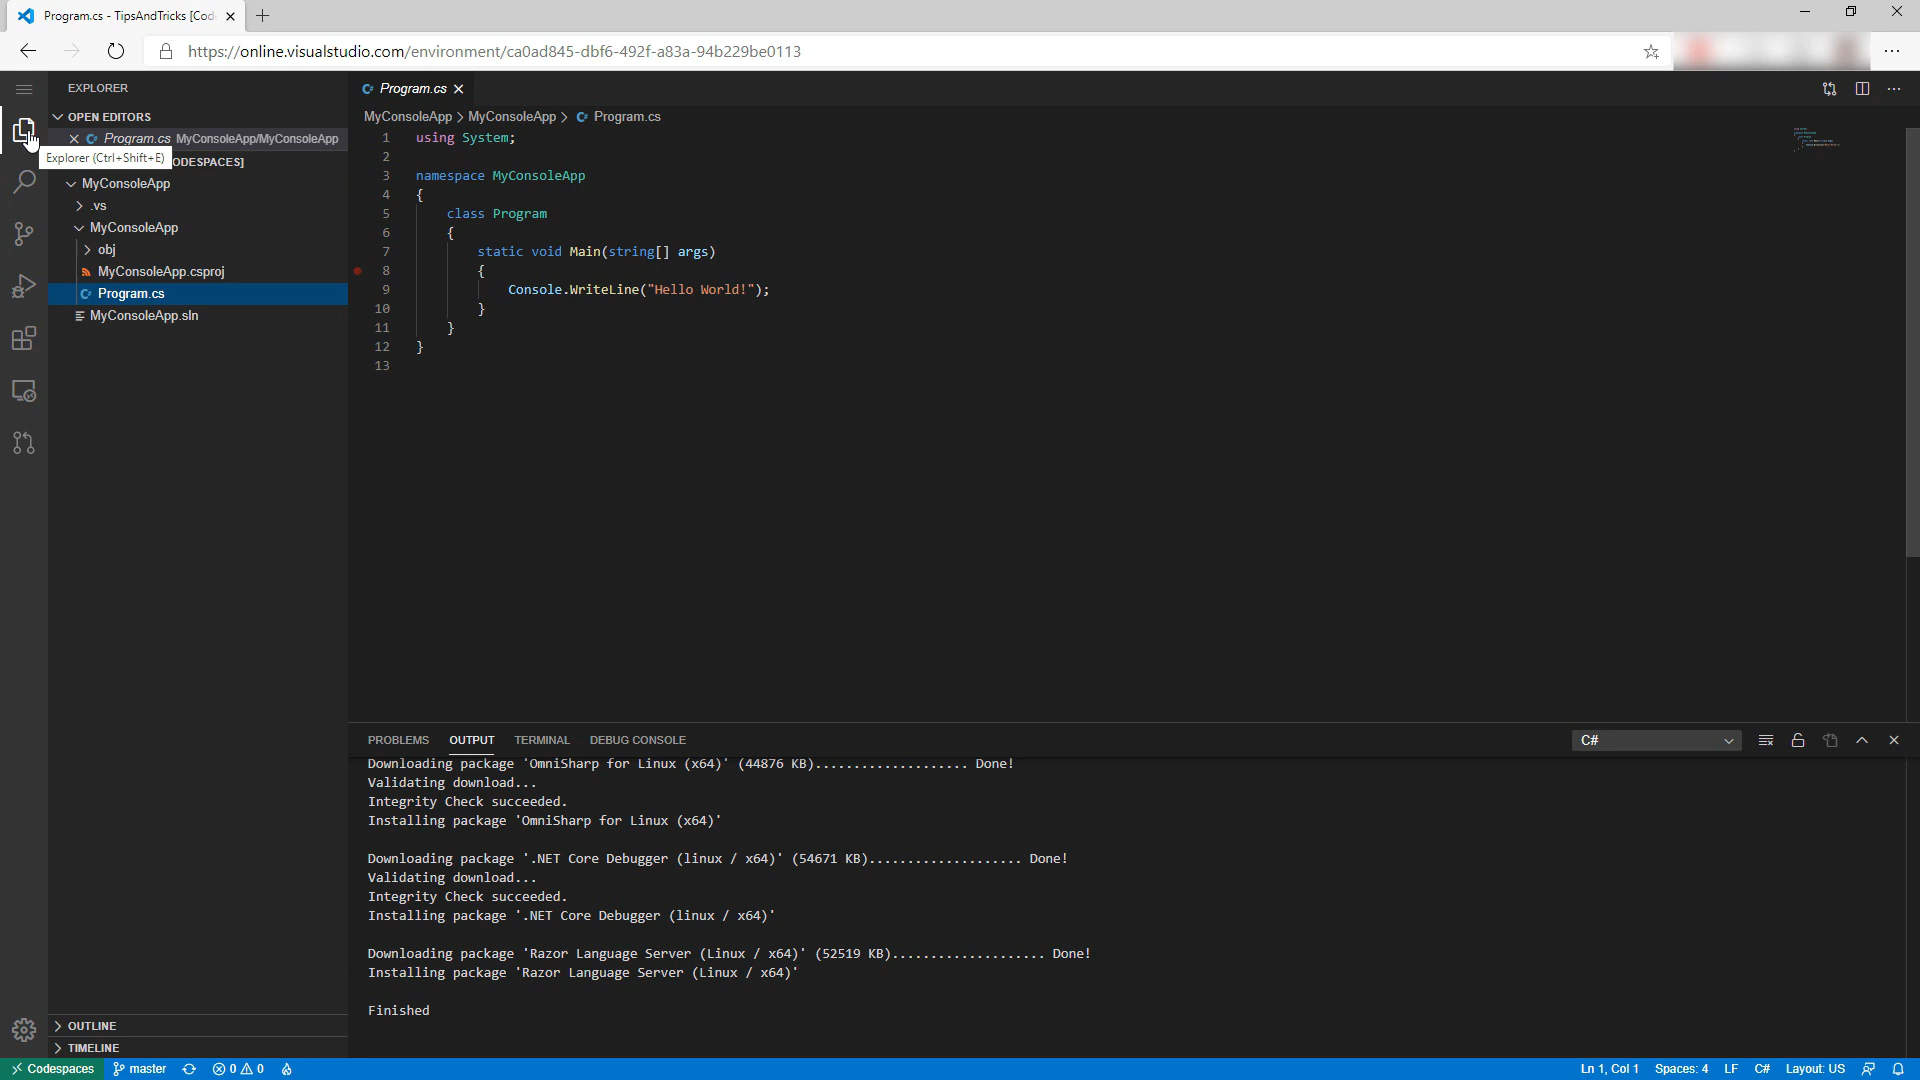 Program.cs - TipsAndTricks [Cod
https://online.visualstudio.com/environment/ca0ad845-dbf6-492f-a83a-94b229be0113
EXPLORER
OPEN EDITORS
Program.cs MyConsoleApp/MyConsoleApp
Explorer (Ctrl+Shift+E)
ODESPACES]
MyConsoleApp
.vs
MyConsoleApp
obj
MyConsoleApp.csproj
Program.cs
MyConsoleApp.sln
OUTLINE
TIMELINE
Program.cs
MyConsoleApp > MyConsoleApp > Program.cs
1 using System;
2
3 namespace MyConsoleApp
4 {
5 class Program
6 {
7 static void Main(string[] args)
8 {
9 Console.WriteLine("Hello World!");
10 }
11 }
12 }
13
PROBLEMS OUTPUT TERMINAL DEBUG CONSOLE C#
Downloading package 'OmniSharp for Linux (x64)' (44876 KB).................... Done!
Validating download...
Integrity Check succeeded.
Installing package 'OmniSharp for Linux (x64)'
Downloading package '.NET Core Debugger (linux / x64)' (54671 KB).................... Done!
Validating download...
Integrity Check succeeded.
Installing package '.NET Core Debugger (linux / x64)'
Downloading package 'Razor Language Server (Linux / x64)' (52519 KB).................... Done!
Installing package 'Razor Language Server (Linux / x64)'
Finished
Codespaces master 0 0 Ln 1, Col 1 Spaces: 4 LF C# Layout: US